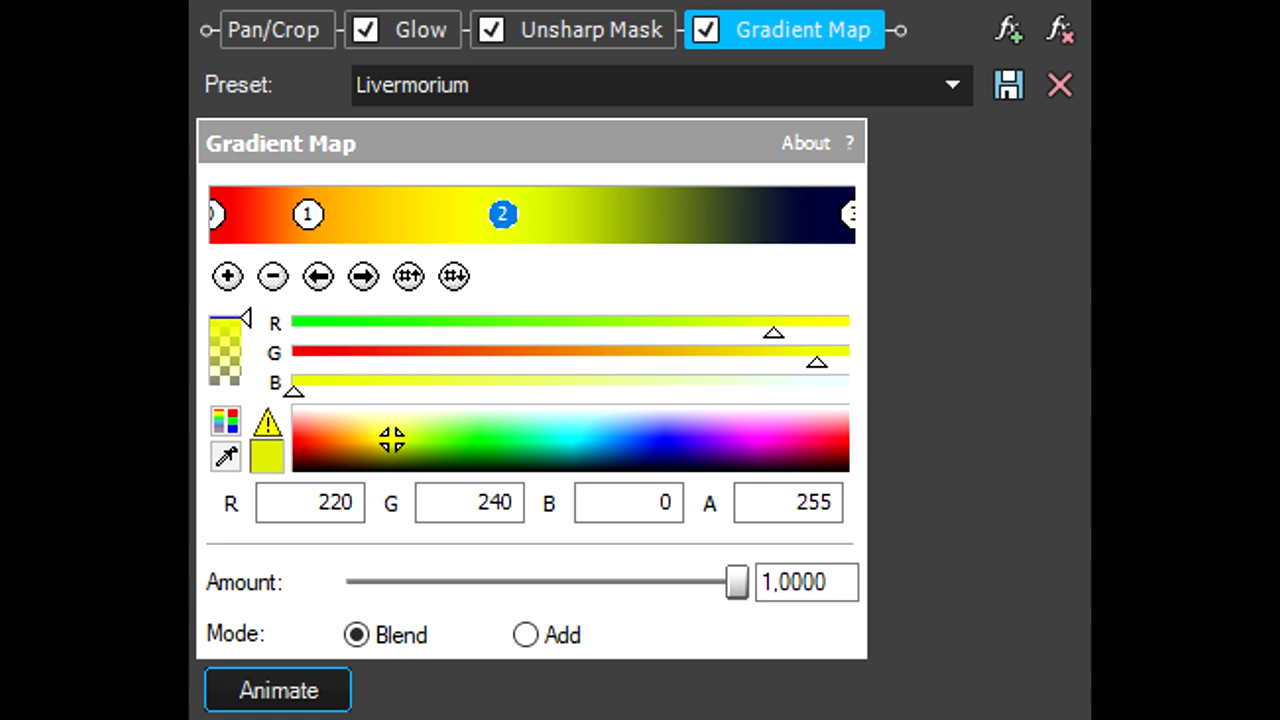 Pan/Crop Glow Unsharp Mask Gradient Map
Preset: Livermorium
Gradient Map About ?
1 2
R
G
B
R 220 G 240 B 0 A 255
Amount: 1,0000
Mode: Blend Add
Animate